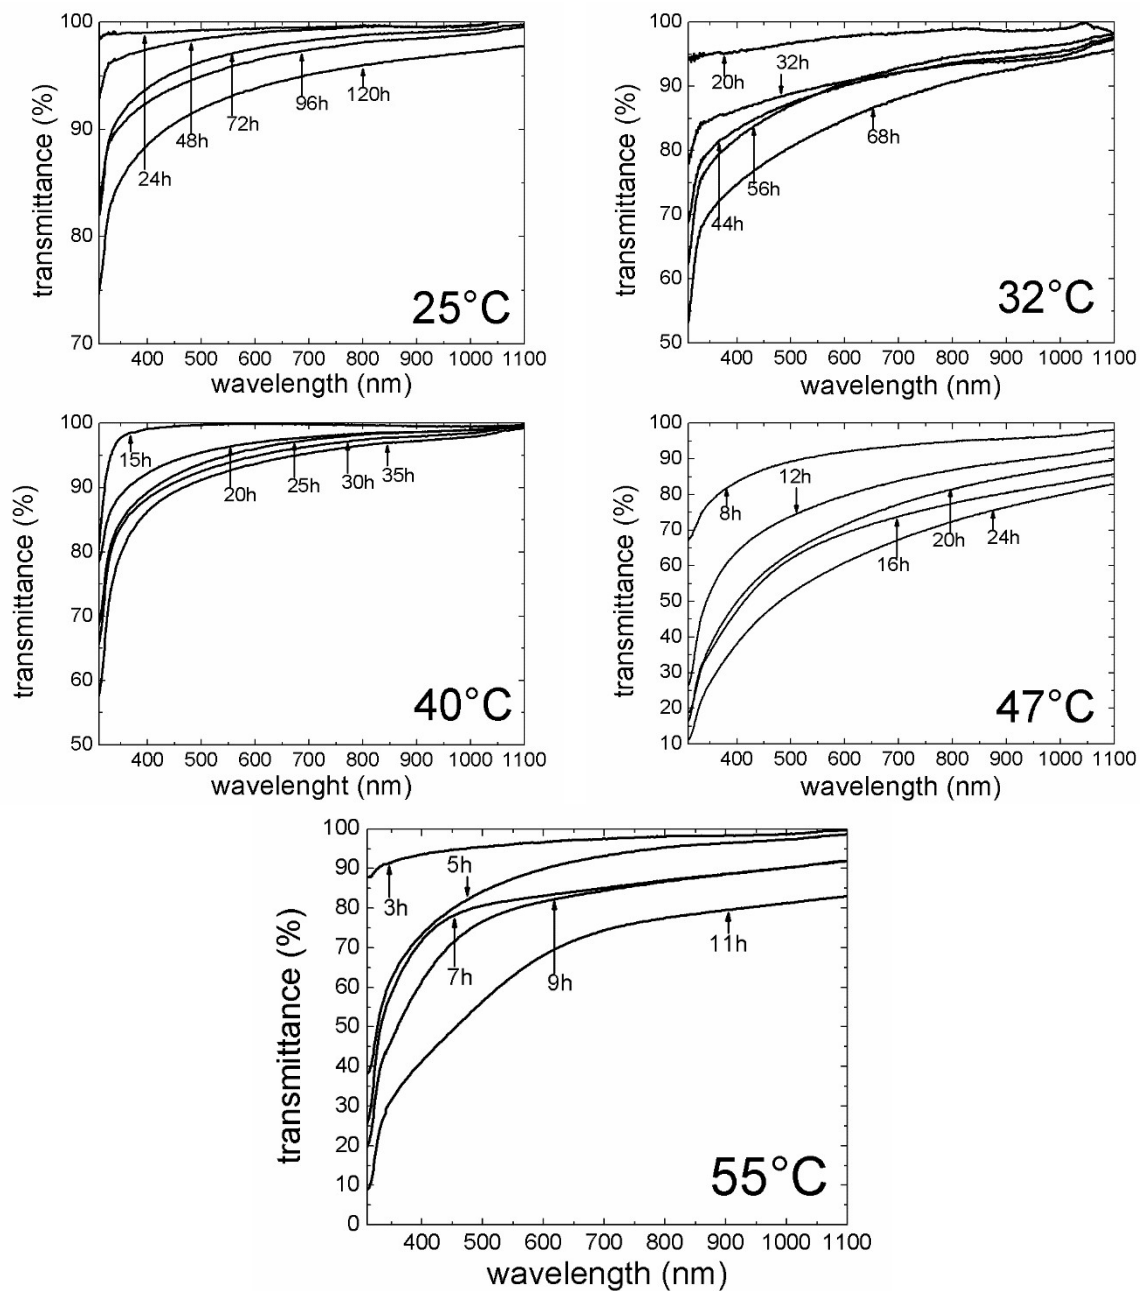 transmittance (%)
100
90
80
70
24h
48h
72h
96h
120h
25°C
400 500 600 700 800 900 1000 1100
wavelength (nm)
transmittance (%)
100
90
80
70
60
50
20h
32h
44h
56h
68h
32°C
400 500 600 700 800 900 1000 1100
wavelength (nm)
transmittance (%)
100
90
80
70
60
50
15h
20h
25h
30h
35h
40°C
400 500 600 700 800 900 1000 1100
wavelenght (nm)
transmittance (%)
100
90
80
70
60
50
40
30
20
10
8h
12h
16h
20h
24h
47°C
400 500 600 700 800 900 1000 1100
wavelength (nm)
transmittance (%)
100
90
80
70
60
50
40
30
20
10
0
3h
5h
7h
9h
11h
55°C
400 500 600 700 800 900 1000 1100
wavelength (nm)